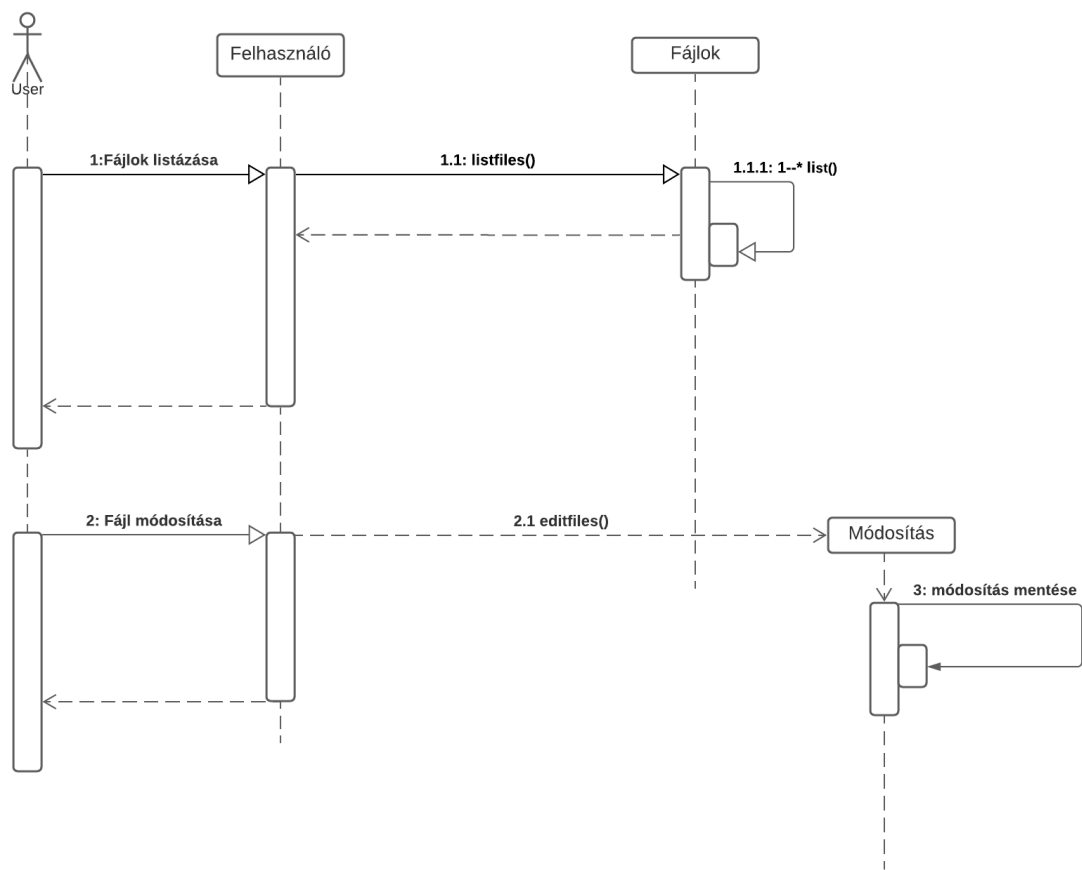 User
Felhasználó
Fájlok
1:Fájlok listázása
1.1: listfiles()
1.1.1: 1--* list()
2: Fájl módosítása
2.1 editfiles()
Módosítás
3: módosítás mentése